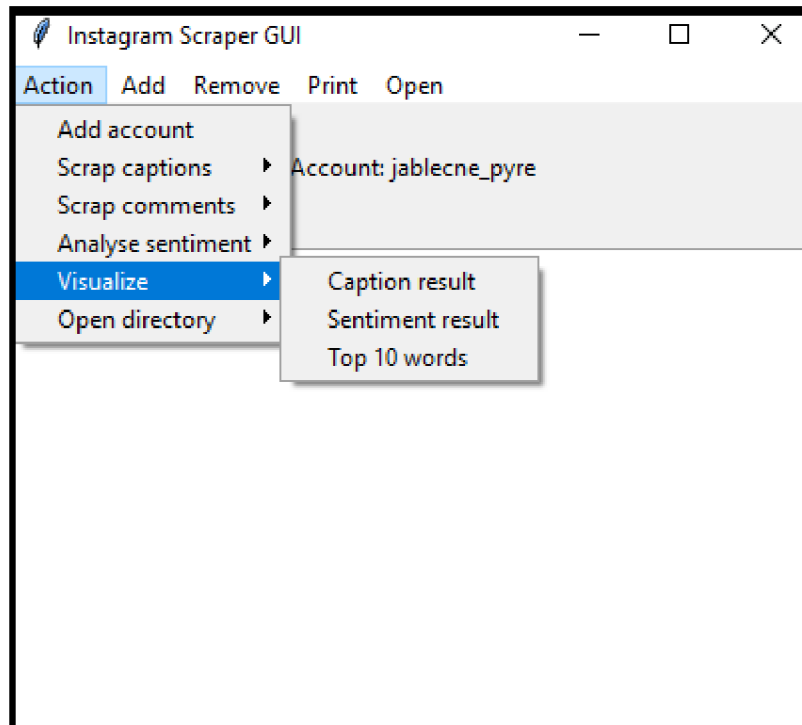 Instagram Scraper GUI
Action Add Remove Print Open
Add account
Scrap captions
Account: jablecne_pyre
Scrap comments
Analyse sentiment
Visualize
Caption result
Open directory
Sentiment result
Top 10 words